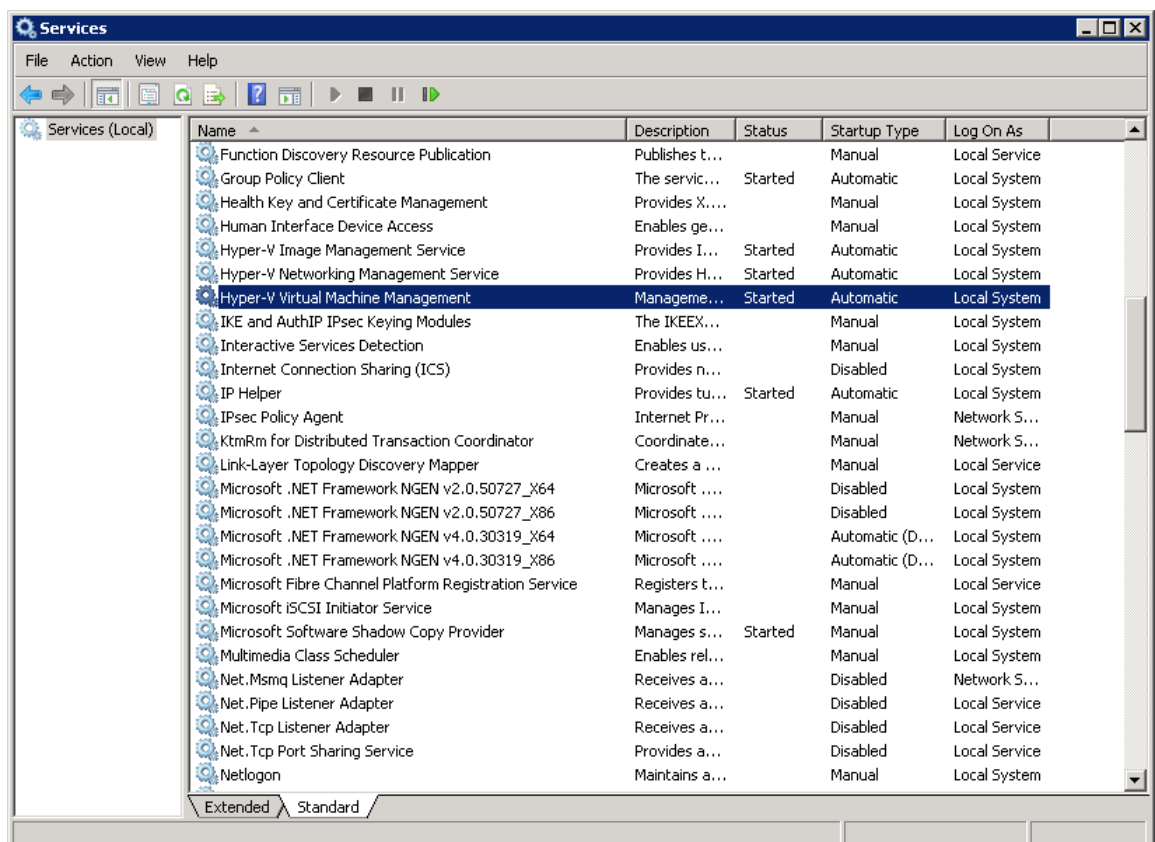 Services
File Action View Help
Services (Local)
Name Description Status Startup Type Log On As
Function Discovery Resource Publication Publishes t... Manual Local Service
Group Policy Client The servic... Started Automatic Local System
Health Key and Certificate Management Provides X.... Manual Local System
Human Interface Device Access Enables ge... Manual Local System
Hyper-V Image Management Service Provides I... Started Automatic Local System
Hyper-V Networking Management Service Provides H... Started Automatic Local System
Hyper-V Virtual Machine Management Manageme... Started Automatic Local System
IKE and AuthIP IPsec Keying Modules The IKEEX... Manual Local System
Interactive Services Detection Enables us... Manual Local System
Internet Connection Sharing (ICS) Provides n... Disabled Local System
IP Helper Provides tu... Started Automatic Local System
IPsec Policy Agent Internet Pr... Manual Network S...
KtmRm for Distributed Transaction Coordinator Coordinate... Manual Network S...
Link-Layer Topology Discovery Mapper Creates a ... Manual Local Service
Microsoft .NET Framework NGEN v2.0.50727_X64 Microsoft .... Disabled Local System
Microsoft .NET Framework NGEN v2.0.50727_X86 Microsoft .... Disabled Local System
Microsoft .NET Framework NGEN v4.0.30319_X64 Microsoft .... Automatic (D... Local System
Microsoft .NET Framework NGEN v4.0.30319_X86 Microsoft .... Automatic (D... Local System
Microsoft Fibre Channel Platform Registration Service Registers t... Manual Local Service
Microsoft iSCSI Initiator Service Manages I... Manual Local System
Microsoft Software Shadow Copy Provider Manages s... Started Manual Local System
Multimedia Class Scheduler Enables rel... Manual Local System
Net.Msmq Listener Adapter Receives a... Disabled Network S...
Net.Pipe Listener Adapter Receives a... Disabled Local Service
Net.Tcp Listener Adapter Receives a... Disabled Local Service
Net.Tcp Port Sharing Service Provides a... Disabled Local Service
Netlogon Maintains a... Manual Local System
Extended Standard